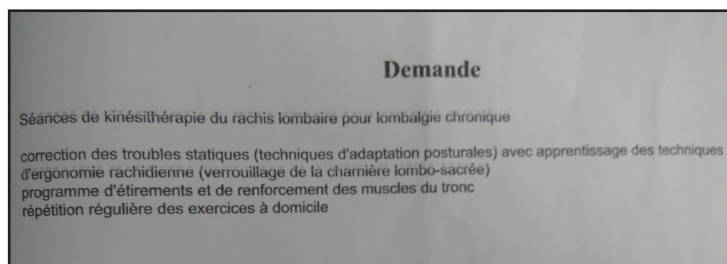 Demande
Séances de kinésithérapie du rachis lombaire pour lombalgie chronique
correction des troubles statiques (techniques d'adaptation posturales) avec apprentissage des techniques
d'ergonomie rachidienne (verrouillage de la charnière lombo-sacrée)
programme d'étirements et de renforcement des muscles du tronc
répétition régulière des exercices à domicile